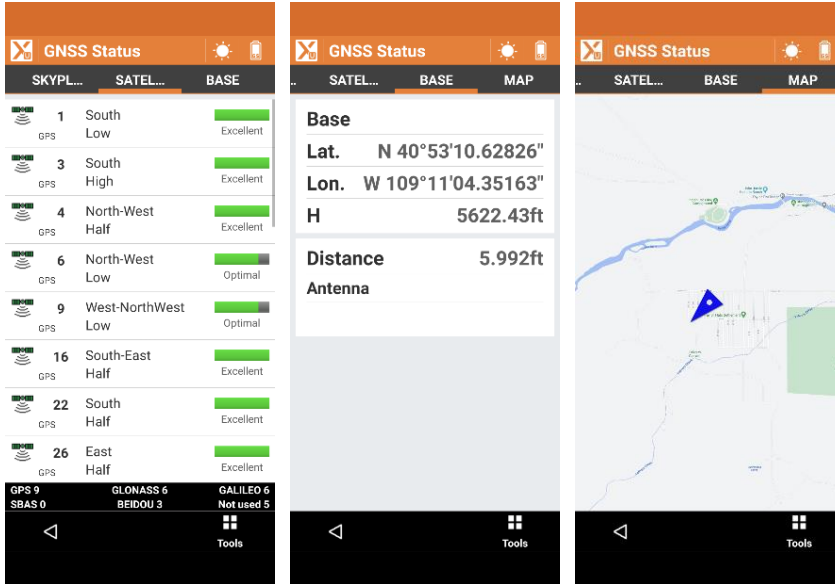 GNSS Status
SKYPL... SATEL... BASE
1 South
GPS Low Excellent
3 South
GPS High Excellent
4 North-West
GPS Half Excellent
6 North-West
GPS Low Optimal
9 West-NorthWest
GPS Low Optimal
16 South-East
GPS Half Excellent
22 South
GPS Half Excellent
26 East
GPS Half Excellent
GPS 9 GLONASS 6 GALILEO 6
SBAS 0 BEIDOU 3 Not used 5
Tools
GNSS Status
.. SATEL... BASE MAP
Base
Lat. N 40°53'10.62826"
Lon. W 109°11'04.35163"
H 5622.43ft
Distance 5.992ft
Antenna
Tools
GNSS Status
.. SATEL... BASE MAP
Tools